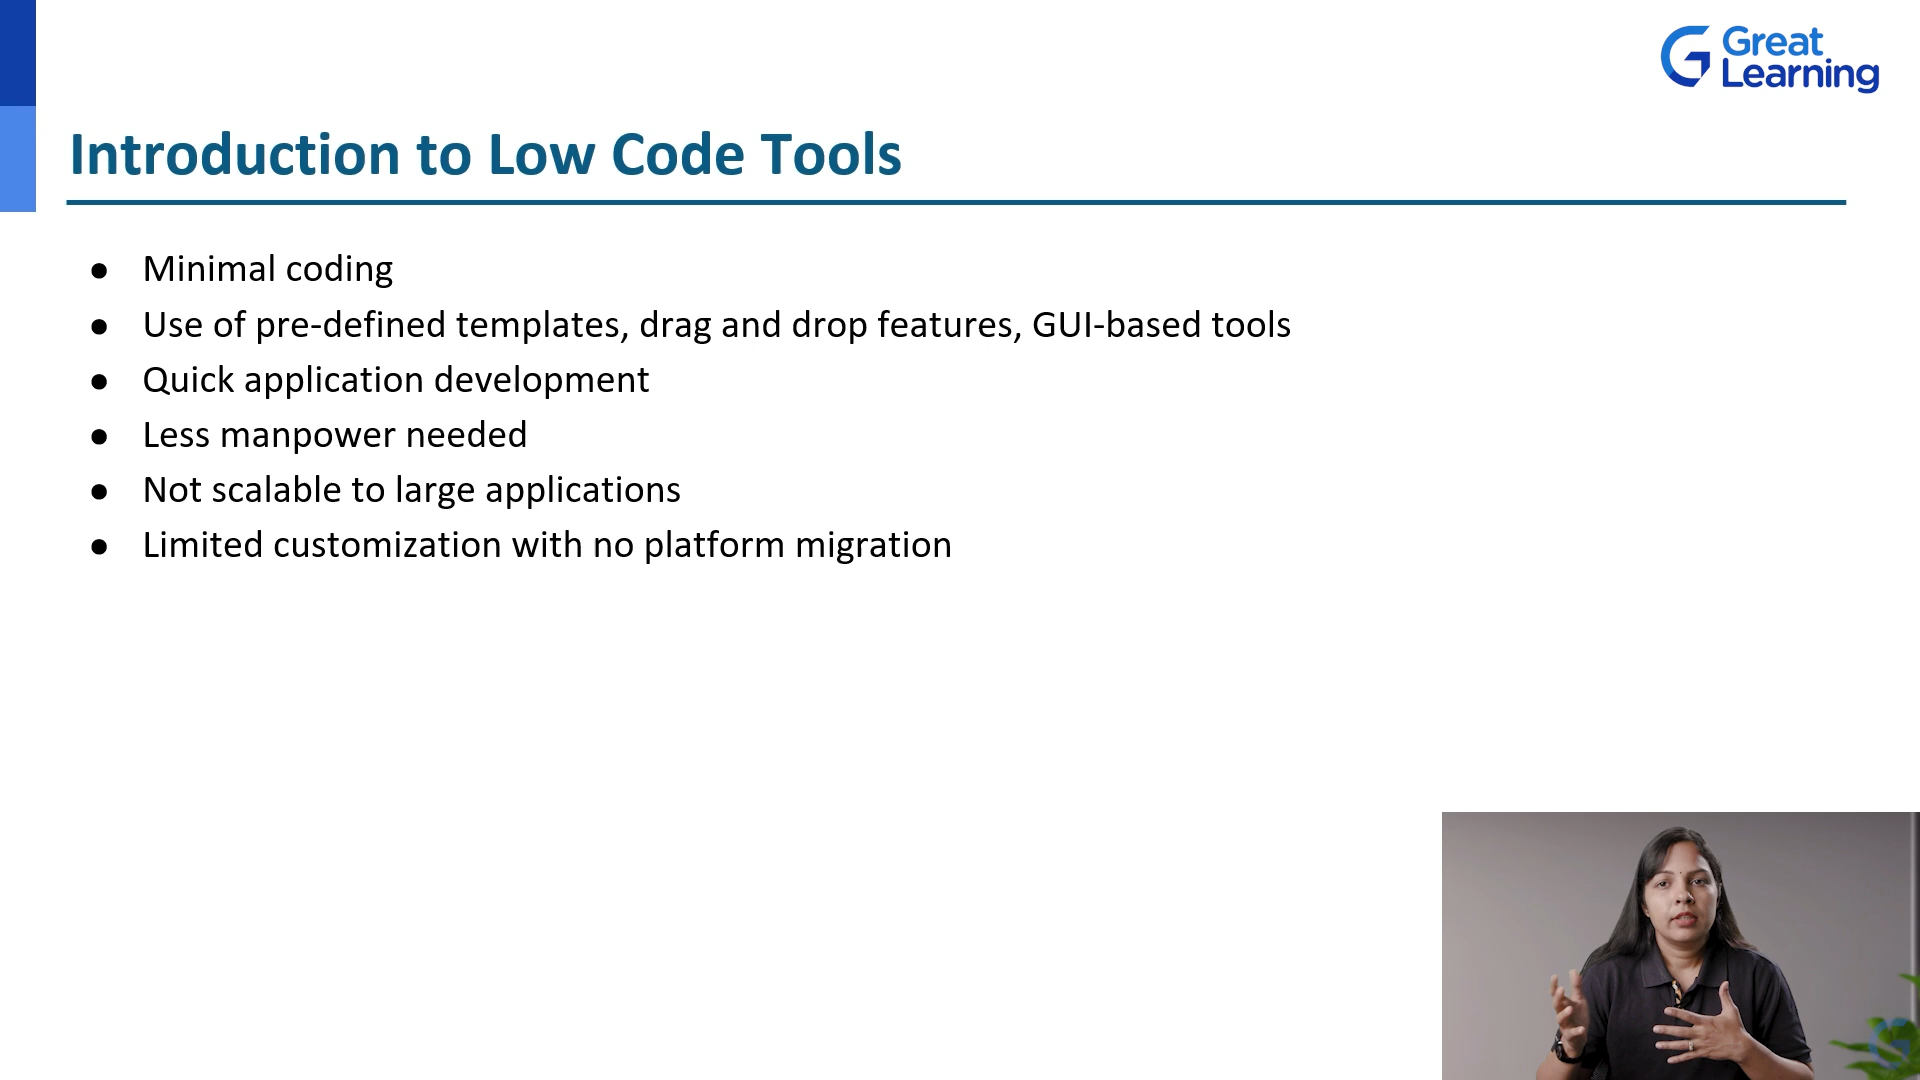 Great
Learning
Introduction to Low Code Tools
● Minimal coding
● Use of pre-defined templates, drag and drop features, GUI-based tools
● Quick application development
● Less manpower needed
● Not scalable to large applications
● Limited customization with no platform migration